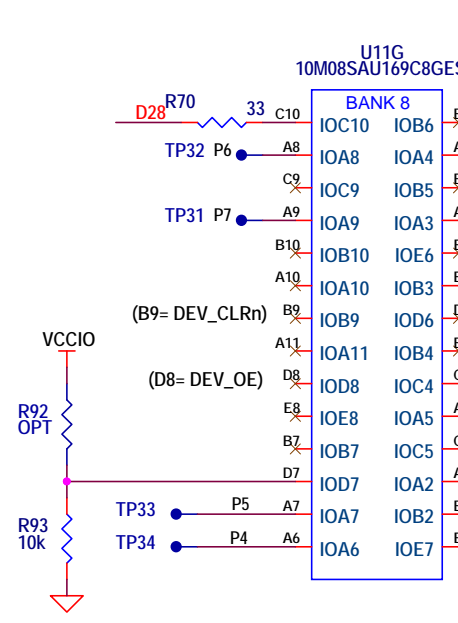 U11G
10M08SAU169C8GES
BANK 8
D28 R70 33 C10 IOC10 IOB6
TP32 P6 A8 IOA8 IOA4
C9 IOC9 IOB5
TP31 P7 A9 IOA9 IOA3
B10 IOB10 IOE6
A10 IOA10 IOB3
(B9= DEV_CLRn) B9 IOB9 IOD6
VCCIO A11 IOA11 IOB4
(D8= DEV_OE) D8 IOD8 IOC4
R92 E8 IOE8 IOA5
OPT
B7 IOB7 IOC5
D7 IOD7 IOA2
TP33 P5 A7 IOA7 IOB2
R93
10k TP34 P4 A6 IOA6 IOE7